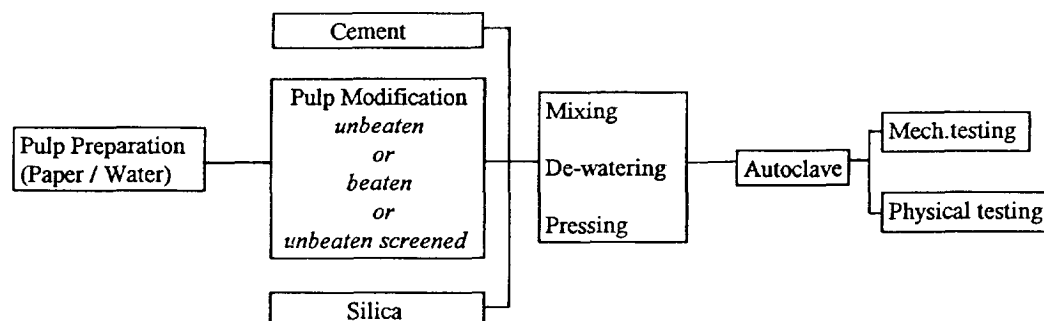 Cement
Pulp Preparation
(Paper / Water)
Pulp Modification
unbeaten
or
beaten
or
unbeaten screened
Silica
Mixing
De-watering
Pressing
Autoclave
Mech.testing
Physical testing